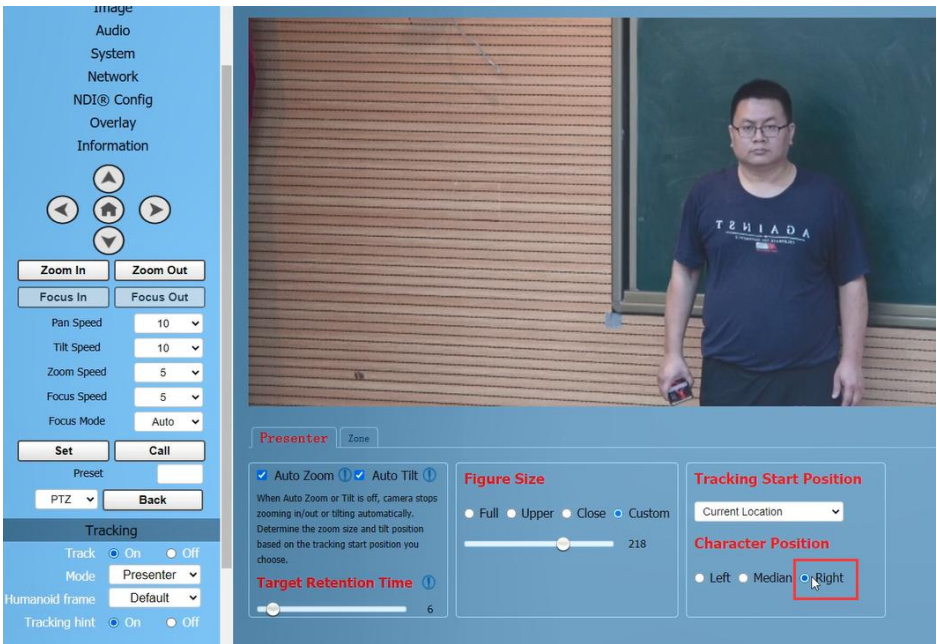 Image
Audio
System
Network
NDI® Config
Overlay
Information
Zoom In Zoom Out
Focus In Focus Out
Pan Speed 10
Tilt Speed 10
Zoom Speed 5
Focus Speed 5
Focus Mode Auto
Set Call
Preset
PTZ Back
Tracking
Track On Off
Mode Presenter
Humanoid frame Default
Tracking hint On Off
AGAINST
Presenter Zone
Auto Zoom Auto Tilt
When Auto Zoom or Tilt is off, camera stops
zooming in/out or tilting automatically.
Determine the zoom size and tilt position
based on the tracking start position you
choose.
Target Retention Time
6
Figure Size
Full Upper Close Custom
218
Tracking Start Position
Current Location
Character Position
Left Median Right